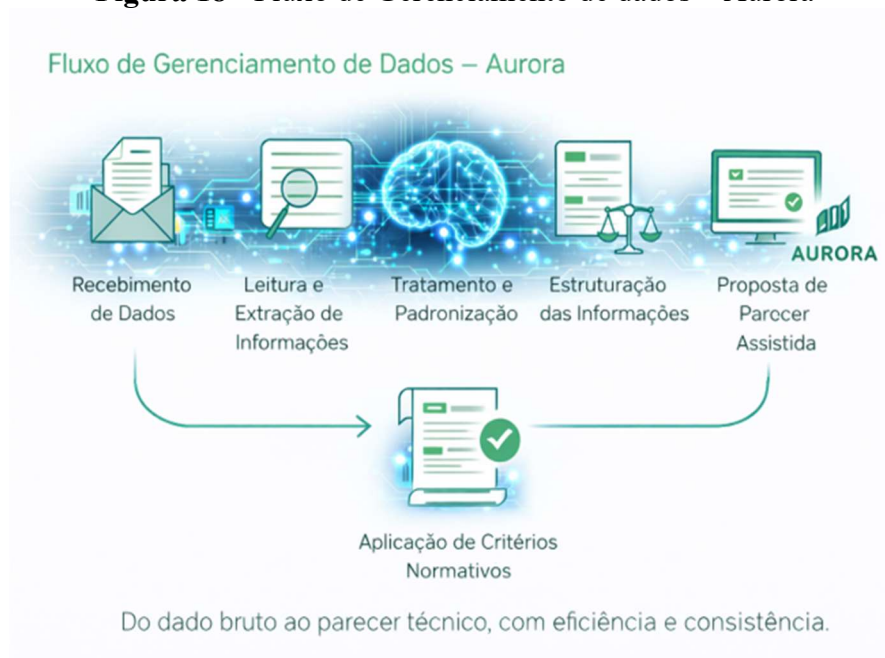 Fluxo de Gerenciamento de Dados – Aurora
AURORA
Recebimento
de Dados
Leitura e
Extração de
Informações
Tratamento e
Padronização
Estruturação
das Informações
Proposta de
Parecer
Assistida
Aplicação de Critérios
Normativos
Do dado bruto ao parecer técnico, com eficiência e consistência.